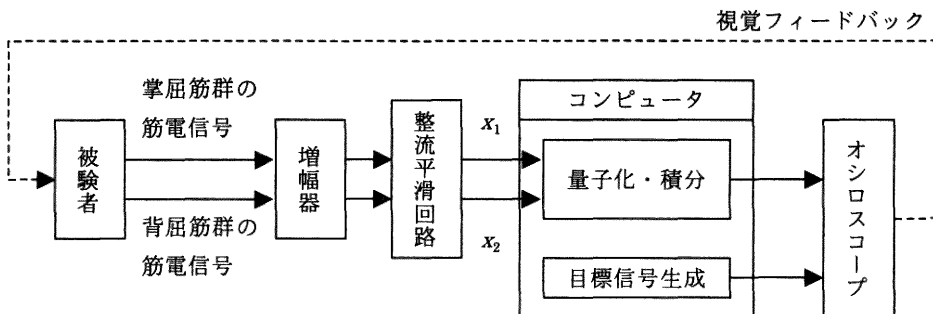 視覚フィードバック
掌屈筋群の
筋電信号
被験者
背屈筋群の
筋電信号
増幅器
整流平滑回路
X1
X2
コンピュータ
量子化・積分
目標信号生成
オシロスコープ